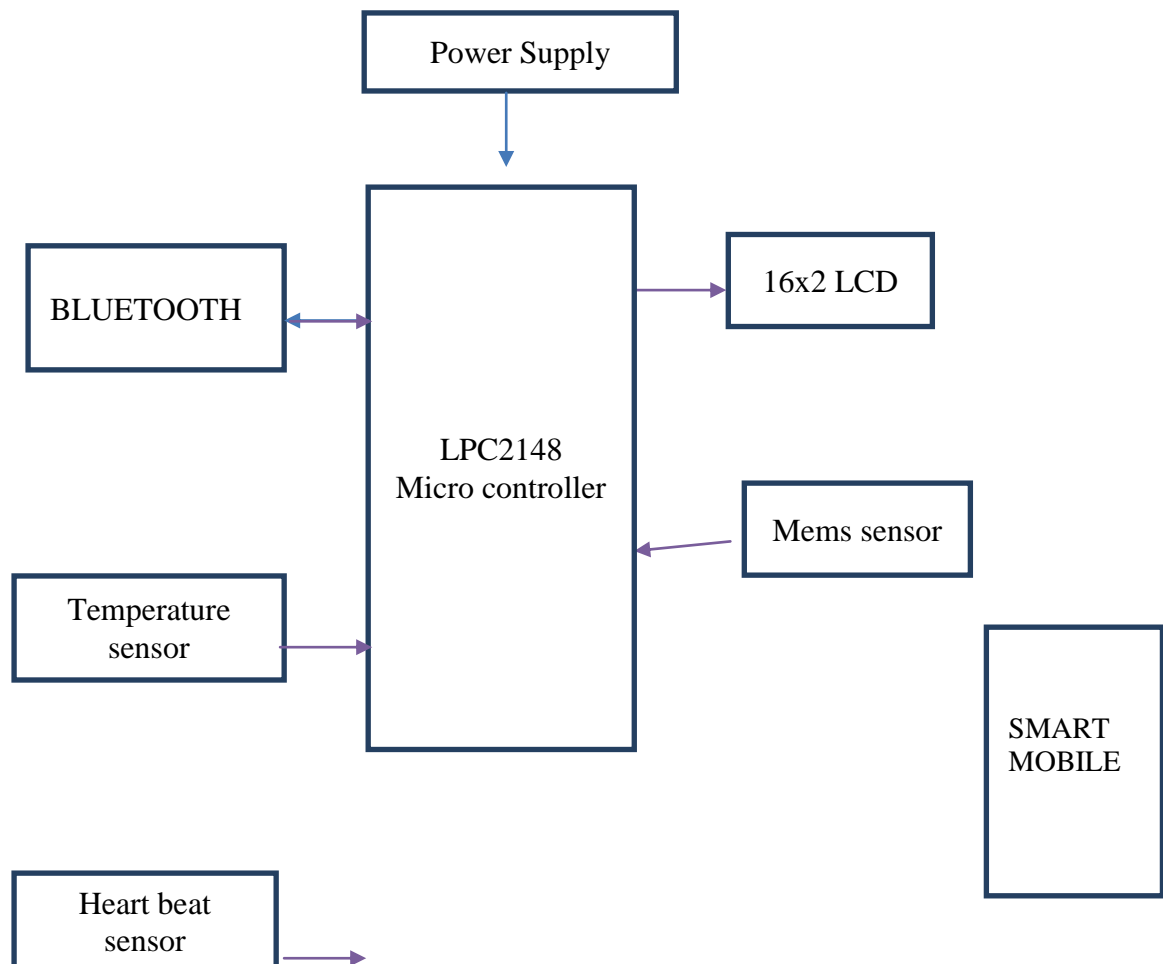 Power Supply
BLUETOOTH
16x2 LCD
LPC2148
Micro controller
Mems sensor
Temperature
sensor
SMART
MOBILE
Heart beat
sensor